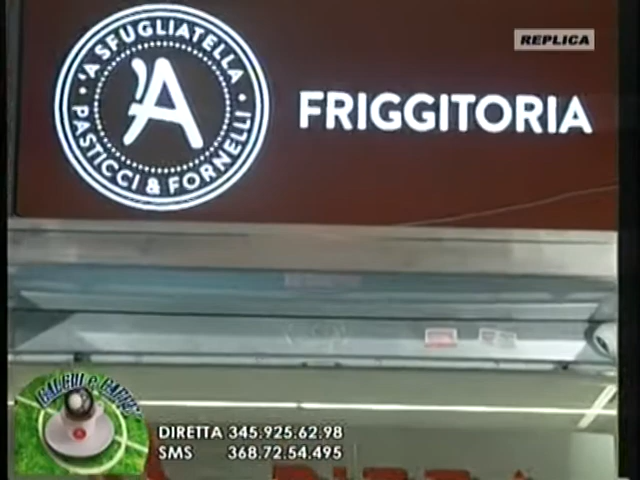 REPLICA
'A SFUGLIATELLA
'A
PASTICCI & FORNELLI
FRIGGITORIA
DIRETTA 345.925.62.98
SMS 368.72.54.495